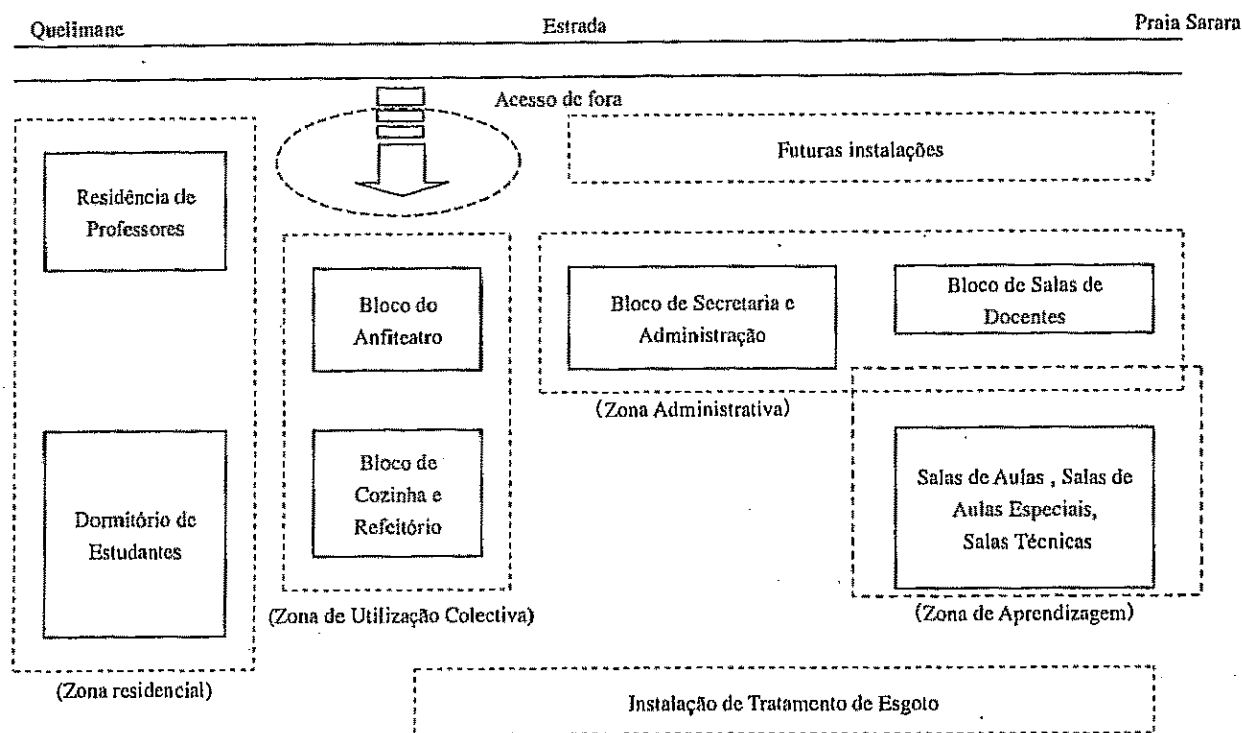 Quelimane
Estrada
Praia Sarara
Acesso de fora
Futuras instalações
Residência de
Professores
Bloco do
Anfiteatro
Bloco de Secretaria e
Administração
Bloco de Salas de
Docentes
(Zona Administrativa)
Dormitório de
Estudantes
Bloco de
Cozinha e
Refeitório
Salas de Aulas , Salas de
Aulas Especiais,
Salas Técnicas
(Zona de Utilização Colectiva)
(Zona de Aprendizagem)
(Zona residencial)
Instalação de Tratamento de Esgoto